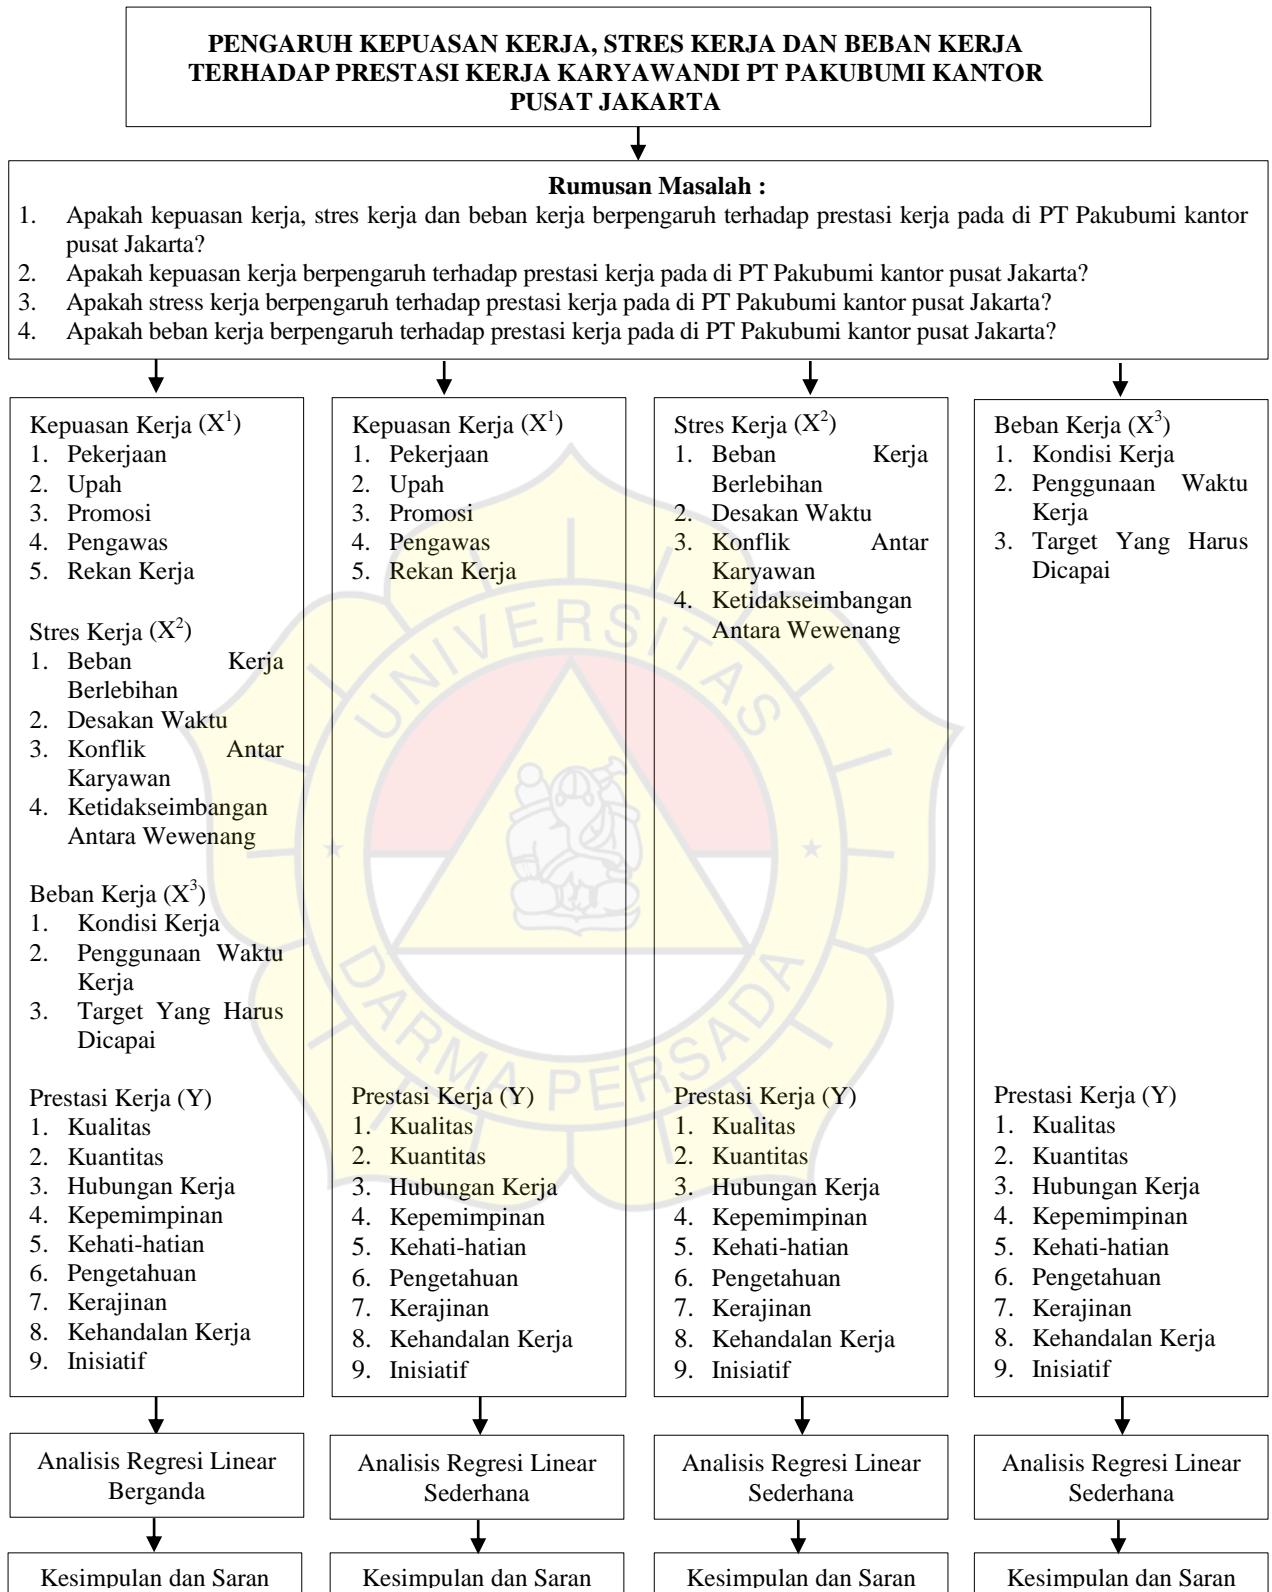 PENGARUH KEPUASAN KERJA, STRES KERJA DAN BEBAN KERJA
TERHADAP PRESTASI KERJA KARYAWANDI PT PAKUBUMI KANTOR
PUSAT JAKARTA
Rumusan Masalah :
1. Apakah kepuasan kerja, stres kerja dan beban kerja berpengaruh terhadap prestasi kerja pada di PT Pakubumi kantor
pusat Jakarta?
2. Apakah kepuasan kerja berpengaruh terhadap prestasi kerja pada di PT Pakubumi kantor pusat Jakarta?
3. Apakah stress kerja berpengaruh terhadap prestasi kerja pada di PT Pakubumi kantor pusat Jakarta?
4. Apakah beban kerja berpengaruh terhadap prestasi kerja pada di PT Pakubumi kantor pusat Jakarta?
Kepuasan Kerja (X¹)
1. Pekerjaan
2. Upah
3. Promosi
4. Pengawas
5. Rekan Kerja
Stres Kerja (X²)
1. Beban Kerja
Berlebihan
2. Desakan Waktu
3. Konflik Antar
Karyawan
4. Ketidakseimbangan
Antara Wewenang
Beban Kerja (X³)
1. Kondisi Kerja
2. Penggunaan Waktu
Kerja
3. Target Yang Harus
Dicapai
Prestasi Kerja (Y)
1. Kualitas
2. Kuantitas
3. Hubungan Kerja
4. Kepemimpinan
5. Kehati-hatian
6. Pengetahuan
7. Kerajinan
8. Kehandalan Kerja
9. Inisiatif
Kepuasan Kerja (X¹)
1. Pekerjaan
2. Upah
3. Promosi
4. Pengawas
5. Rekan Kerja
Prestasi Kerja (Y)
1. Kualitas
2. Kuantitas
3. Hubungan Kerja
4. Kepemimpinan
5. Kehati-hatian
6. Pengetahuan
7. Kerajinan
8. Kehandalan Kerja
9. Inisiatif
Stres Kerja (X²)
1. Beban Kerja
Berlebihan
2. Desakan Waktu
3. Konflik Antar
Karyawan
4. Ketidakseimbangan
Antara Wewenang
Prestasi Kerja (Y)
1. Kualitas
2. Kuantitas
3. Hubungan Kerja
4. Kepemimpinan
5. Kehati-hatian
6. Pengetahuan
7. Kerajinan
8. Kehandalan Kerja
9. Inisiatif
Beban Kerja (X³)
1. Kondisi Kerja
2. Penggunaan Waktu
Kerja
3. Target Yang Harus
Dicapai
Prestasi Kerja (Y)
1. Kualitas
2. Kuantitas
3. Hubungan Kerja
4. Kepemimpinan
5. Kehati-hatian
6. Pengetahuan
7. Kerajinan
8. Kehandalan Kerja
9. Inisiatif
UNIVERSITAS
DARMA PERSADA
Analisis Regresi Linear
Berganda
Analisis Regresi Linear
Sederhana
Analisis Regresi Linear
Sederhana
Analisis Regresi Linear
Sederhana
Kesimpulan dan Saran
Kesimpulan dan Saran
Kesimpulan dan Saran
Kesimpulan dan Saran